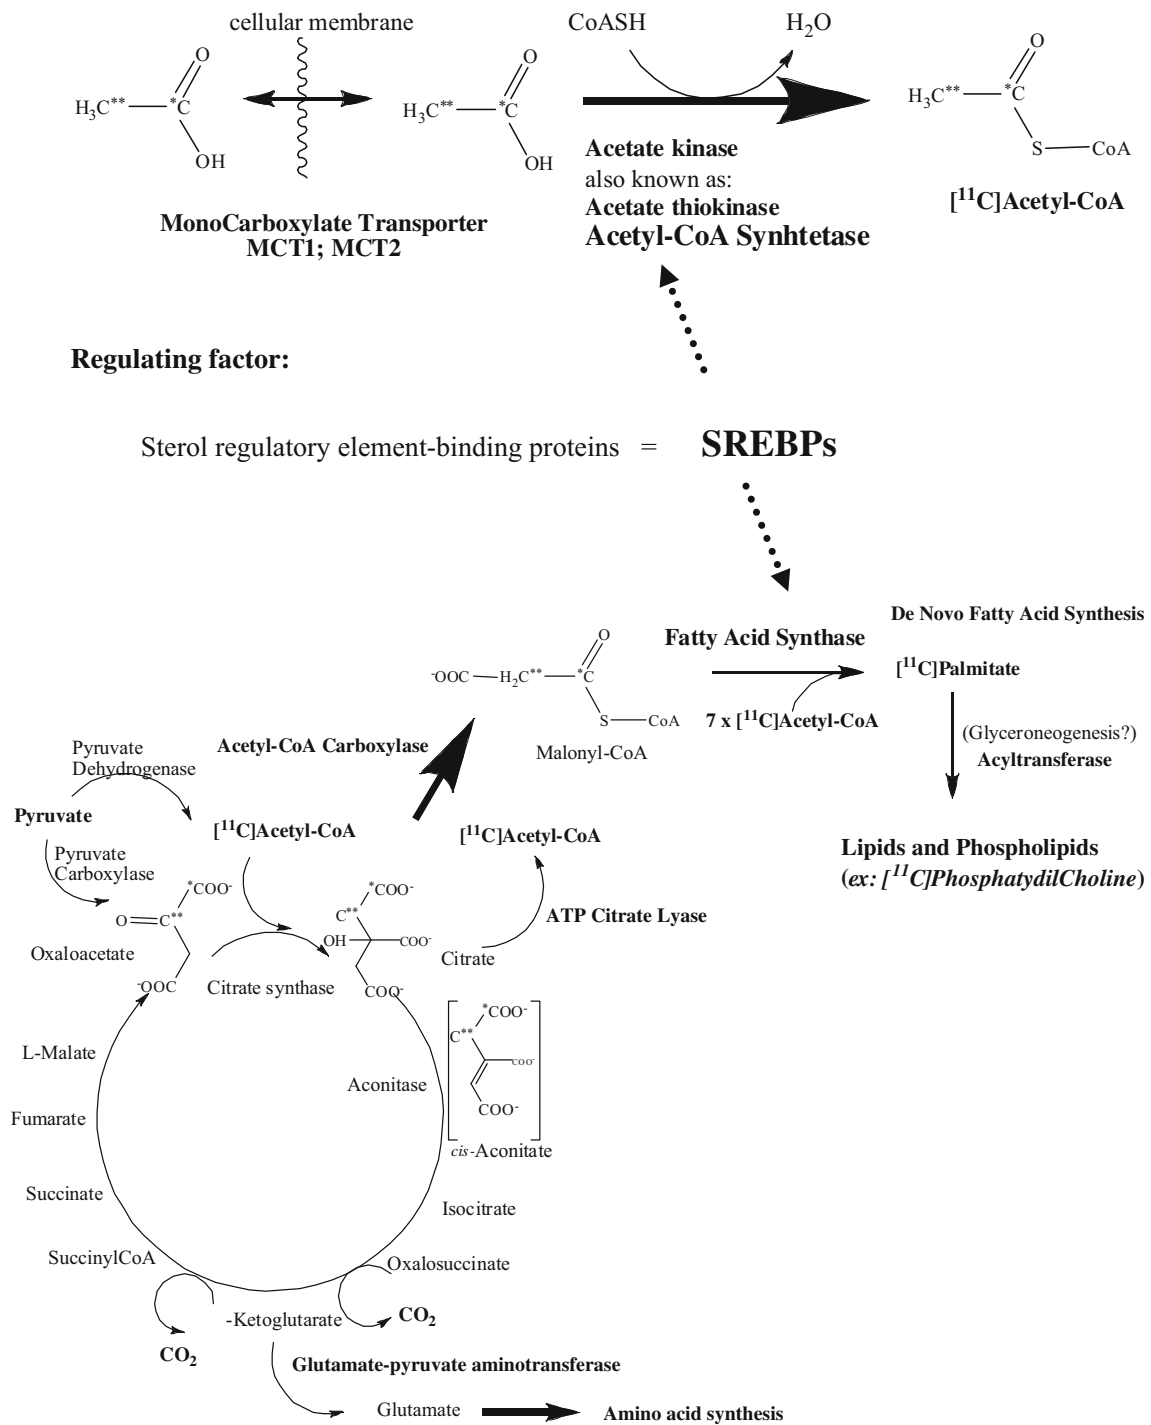 cellular membrane
CoASH
H2O
H3C** *C O OH
H3C** *C O OH
H3C** *C O S CoA
Acetate kinase
also known as:
Acetate thiokinase
Acetyl-CoA Synhtetase
[11C]Acetyl-CoA
MonoCarboxylate Transporter
MCT1; MCT2
Regulating factor:
Sterol regulatory element-binding proteins = SREBPs
De Novo Fatty Acid Synthesis
Fatty Acid Synthase
-OOC H2C** *C O S CoA
Malonyl-CoA
7 x [11C]Acetyl-CoA
[11C]Palmitate
(Glyceroneogenesis?)
Acyltransferase
Lipids and Phospholipids
(ex: [11C]PhosphatydilCholine)
Acetyl-CoA Carboxylase
Pyruvate
Dehydrogenase
Pyruvate
[11C]Acetyl-CoA
[11C]Acetyl-CoA
Pyruvate
Carboxylase
*COO-
O C**
-OOC
Oxaloacetate
Citrate synthase
*COO-
C**
OH COO-
COO-
Citrate
ATP Citrate Lyase
*COO-
C**
COO-
COO-
cis-Aconitate
Aconitase
L-Malate
Fumarate
Succinate
SuccinylCoA
Isocitrate
Oxalosuccinate
CO2
-Ketoglutarate
CO2
Glutamate-pyruvate aminotransferase
Glutamate
Amino acid synthesis